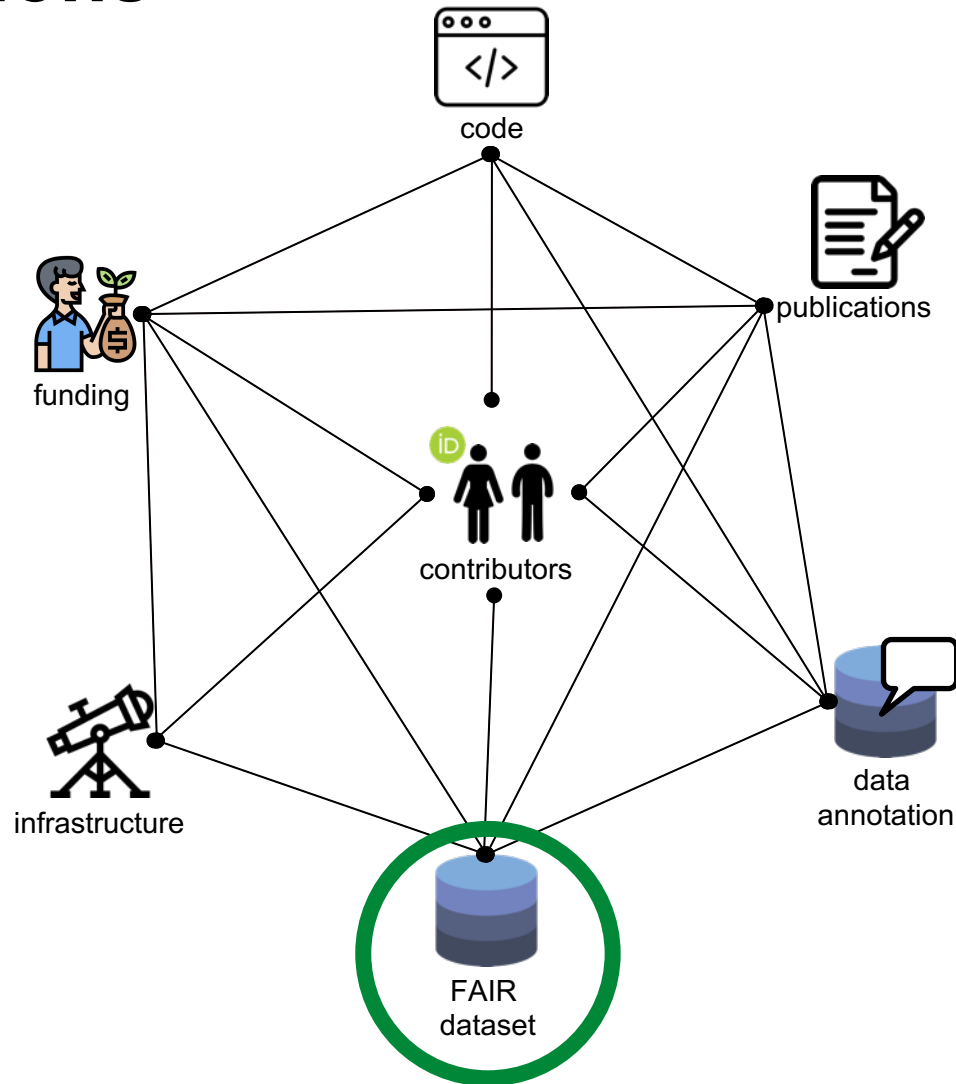 </>
code
publications
funding
$
iD
contributors
data
annotation
infrastructure
FAIR
dataset